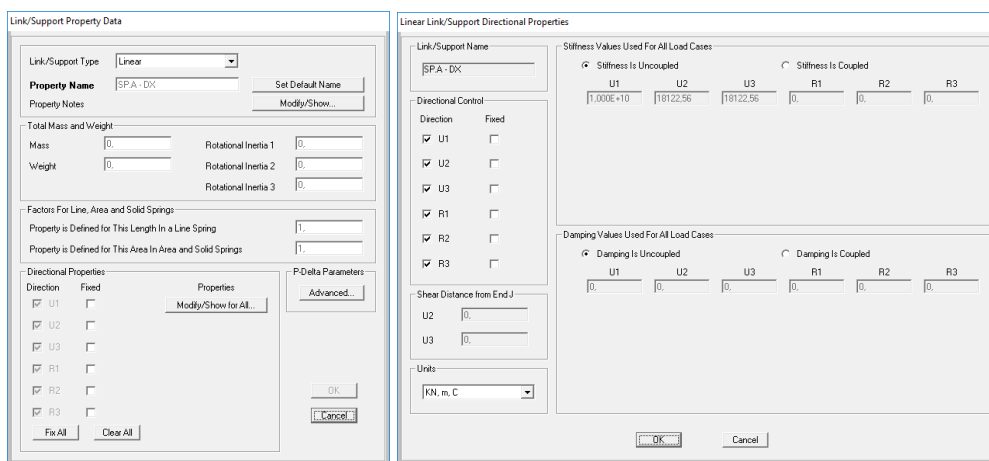 Link/Support Property Data
Link/Support Type Linear
Property Name SP.A - DX Set Default Name
Property Notes Modify/Show...
Total Mass and Weight
Mass 0, Rotational Inertia 1 0,
Weight 0, Rotational Inertia 2 0,
Rotational Inertia 3 0,
Factors For Line, Area and Solid Springs
Property is Defined for This Length In a Line Spring 1,
Property is Defined for This Area In Area and Solid Springs 1,
Directional Properties
Direction Fixed Properties
U1 Modify/Show for All...
U2
U3
R1
R2
R3
Fix All Clear All
P-Delta Parameters
Advanced...
OK
Cancel
Linear Link/Support Directional Properties
Link/Support Name
SP.A - DX
Directional Control
Direction Fixed
U1
U2
U3
R1
R2
R3
Shear Distance from End J
U2 0,
U3 0,
Units
KN, m, C
Stiffness Values Used For All Load Cases
Stiffness Is Uncoupled Stiffness Is Coupled
U1 U2 U3 R1 R2 R3
1,000E+10 18122,56 18122,56 0, 0, 0,
Damping Values Used For All Load Cases
Damping Is Uncoupled Damping Is Coupled
U1 U2 U3 R1 R2 R3
0, 0, 0, 0, 0, 0,
OK Cancel